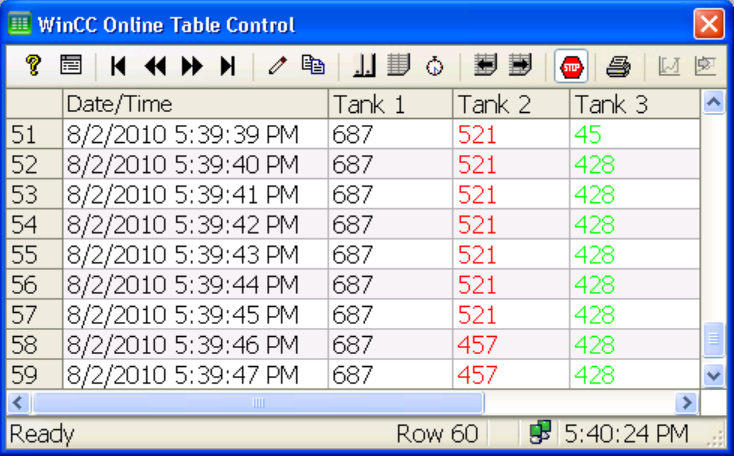 WinCC Online Table Control
STOP
Date/Time Tank 1 Tank 2 Tank 3
51 8/2/2010 5:39:39 PM 687 521 45
52 8/2/2010 5:39:40 PM 687 521 428
53 8/2/2010 5:39:41 PM 687 521 428
54 8/2/2010 5:39:42 PM 687 521 428
55 8/2/2010 5:39:43 PM 687 521 428
56 8/2/2010 5:39:44 PM 687 521 428
57 8/2/2010 5:39:45 PM 687 521 428
58 8/2/2010 5:39:46 PM 687 457 428
59 8/2/2010 5:39:47 PM 687 457 428
Ready Row 60 5:40:24 PM